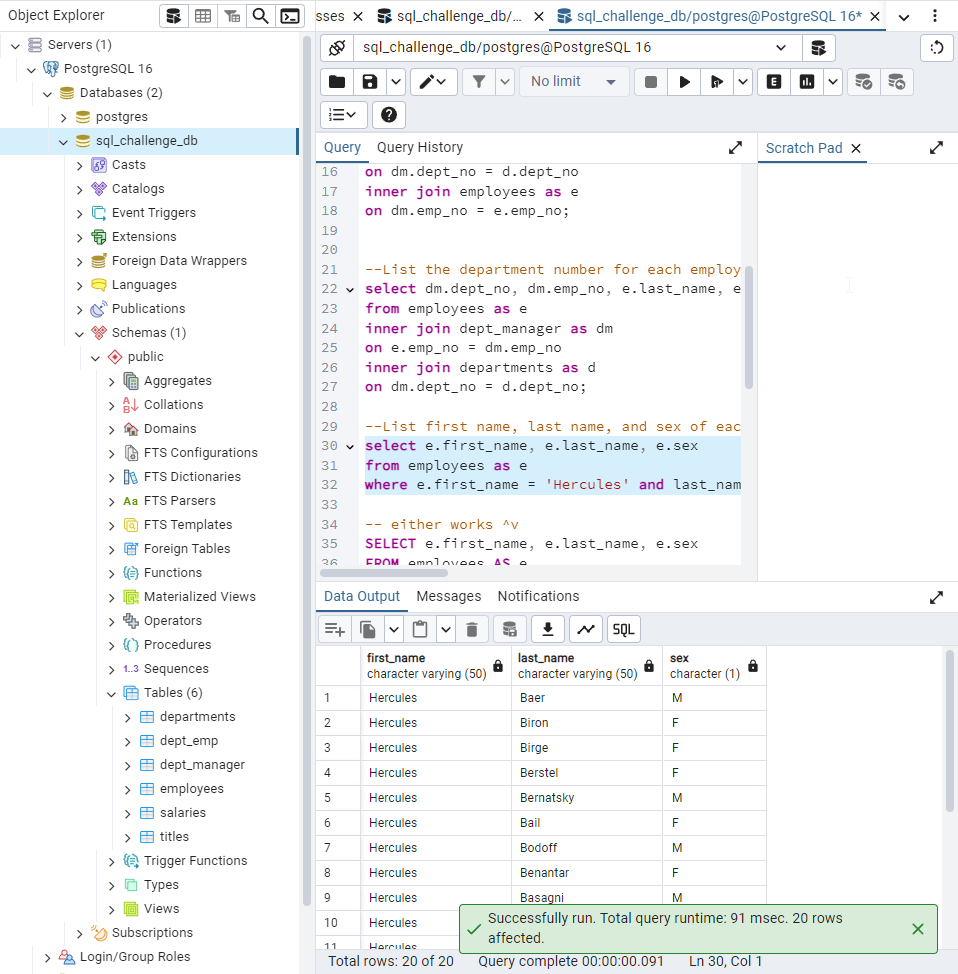 Object Explorer
Servers (1)
PostgreSQL 16
Databases (2)
postgres
sql_challenge_db
Casts
Catalogs
Event Triggers
Extensions
Foreign Data Wrappers
Languages
Publications
Schemas (1)
public
Aggregates
Collations
Domains
FTS Configurations
FTS Dictionaries
Aa FTS Parsers
FTS Templates
Foreign Tables
Functions
Materialized Views
Operators
Procedures
1..3 Sequences
Tables (6)
departments
dept_emp
dept_manager
employees
salaries
titles
Trigger Functions
Types
Views
Subscriptions
Login/Group Roles
sses sql_challenge_db/... sql_challenge_db/postgres@PostgreSQL 16*
sql_challenge_db/postgres@PostgreSQL 16
No limit E
Query Query History
16 on dm.dept_no = d.dept_no
17 inner join employees as e
18 on dm.emp_no = e.emp_no;
19
20
21 --List the department number for each employ
22 select dm.dept_no, dm.emp_no, e.last_name, e
23 from employees as e
24 inner join dept_manager as dm
25 on e.emp_no = dm.emp_no
26 inner join departments as d
27 on dm.dept_no = d.dept_no;
28
29 --List first name, last name, and sex of eac
30 select e.first_name, e.last_name, e.sex
31 from employees as e
32 where e.first_name = 'Hercules' and last_nam
33
34 -- either works ^v
35 SELECT e.first_name, e.last_name, e.sex
36 FROM employees AS e
Scratch Pad
Data Output Messages Notifications
SQL
first_name last_name sex
character varying (50) character varying (50) character (1)
1 Hercules Baer M
2 Hercules Biron F
3 Hercules Birge F
4 Hercules Berstel F
5 Hercules Bernatsky M
6 Hercules Bail F
7 Hercules Bodoff M
8 Hercules Benantar F
9 Hercules Basagni M
10 Hercules
11 Hercules
Successfully run. Total query runtime: 91 msec. 20 rows
affected.
Total rows: 20 of 20 Query complete 00:00:00.091 Ln 30, Col 1